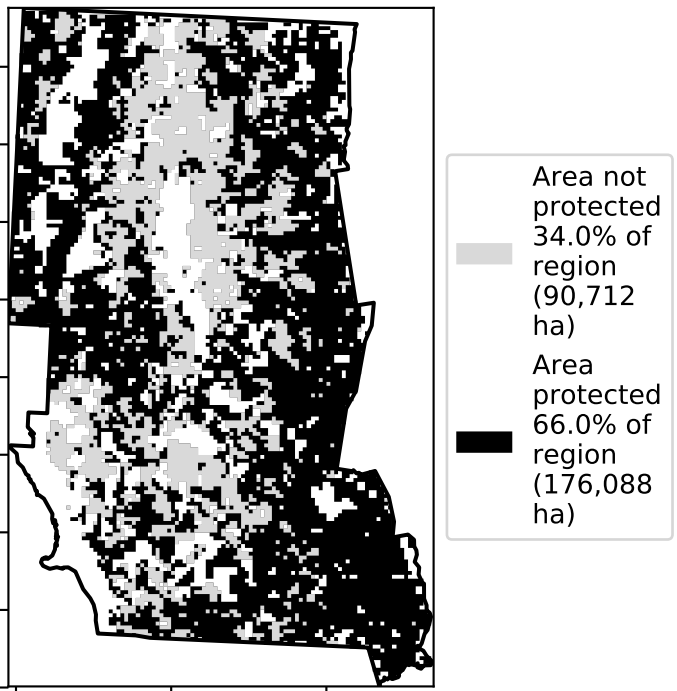 Area not
protected
34.0% of
region
(90,712
ha)
Area
protected
66.0% of
region
(176,088
ha)